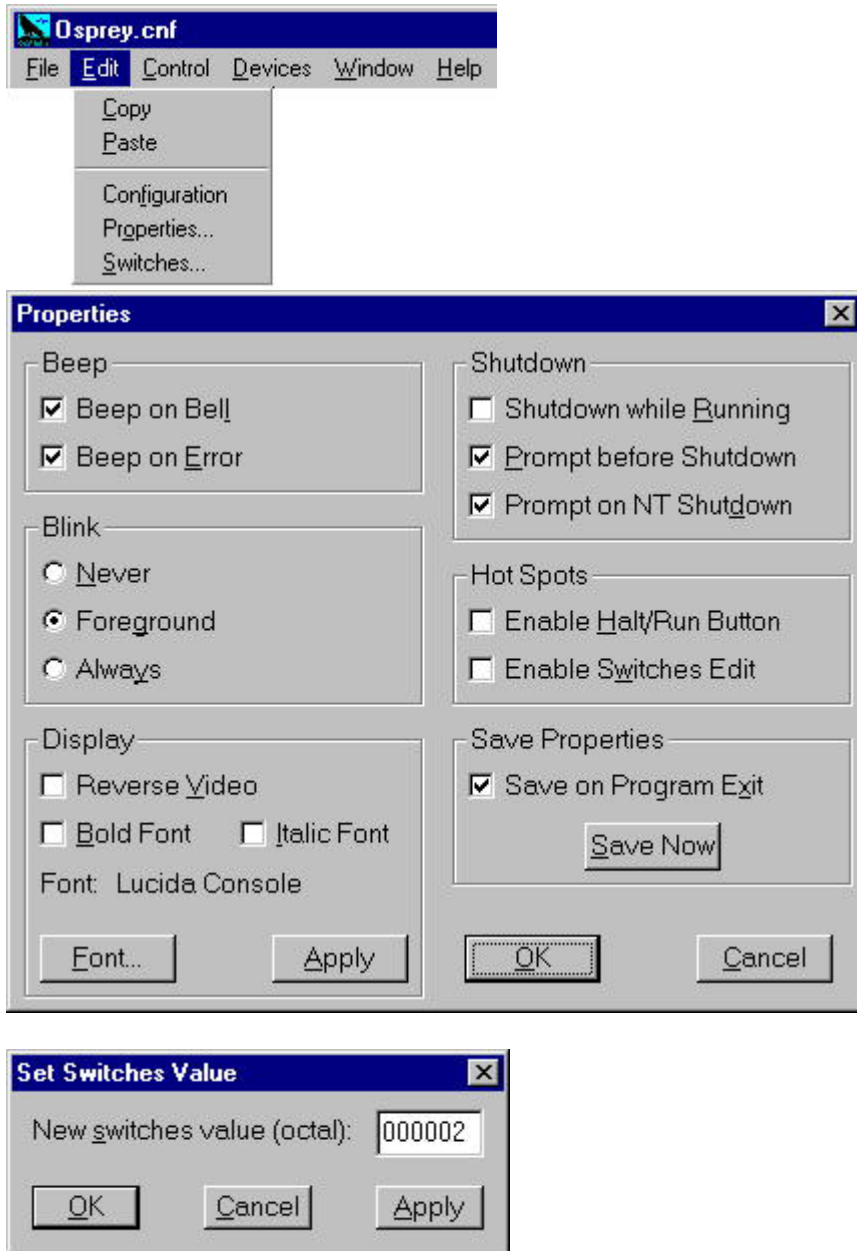 Osprey.cnf
File Edit Control Devices Window Help
Copy
Paste
Configuration
Properties...
Switches...
Properties
Beep
Beep on Bell
Beep on Error
Blink
Never
Foreground
Always
Display
Reverse Video
Bold Font Italic Font
Font: Lucida Console
Font... Apply
Shutdown
Shutdown while Running
Prompt before Shutdown
Prompt on NT Shutdown
Hot Spots
Enable Halt/Run Button
Enable Switches Edit
Save Properties
Save on Program Exit
Save Now
OK Cancel
Set Switches Value
New switches value (octal): 000002
OK Cancel Apply